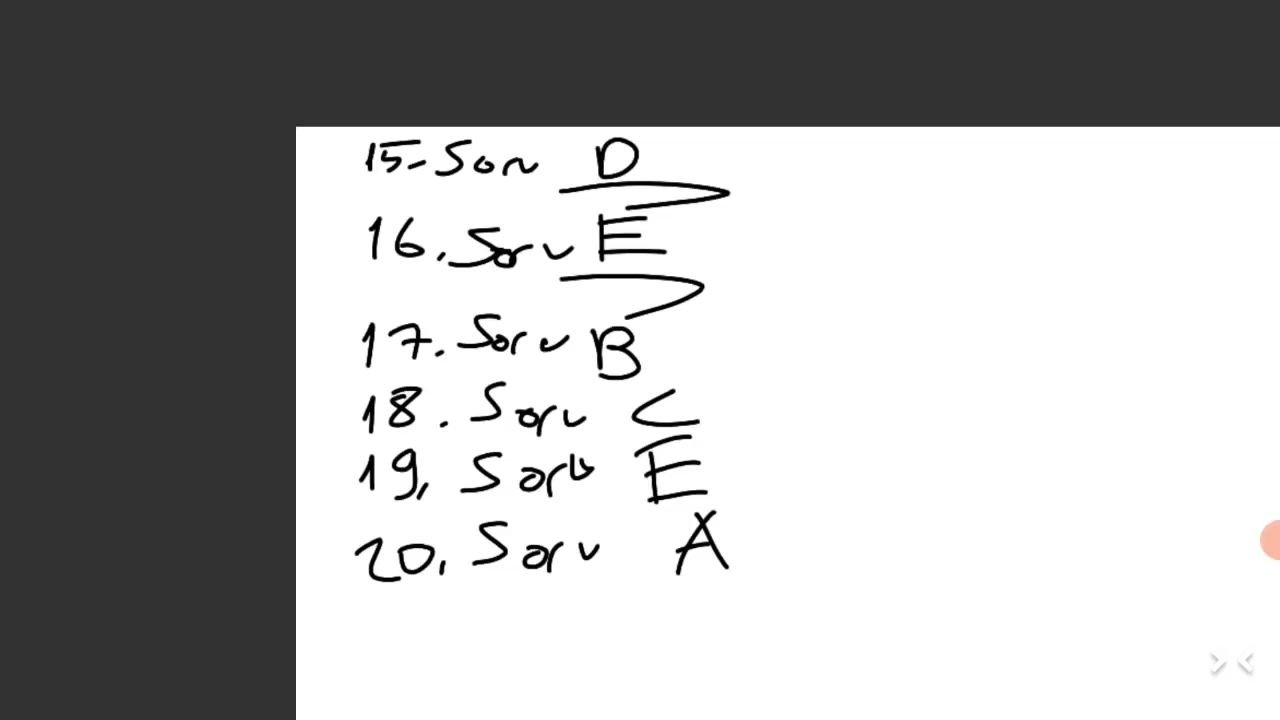 15- Soru D
16. Soru E
17. Soru B
18. Soru C
19, Soru E
20. Soru A